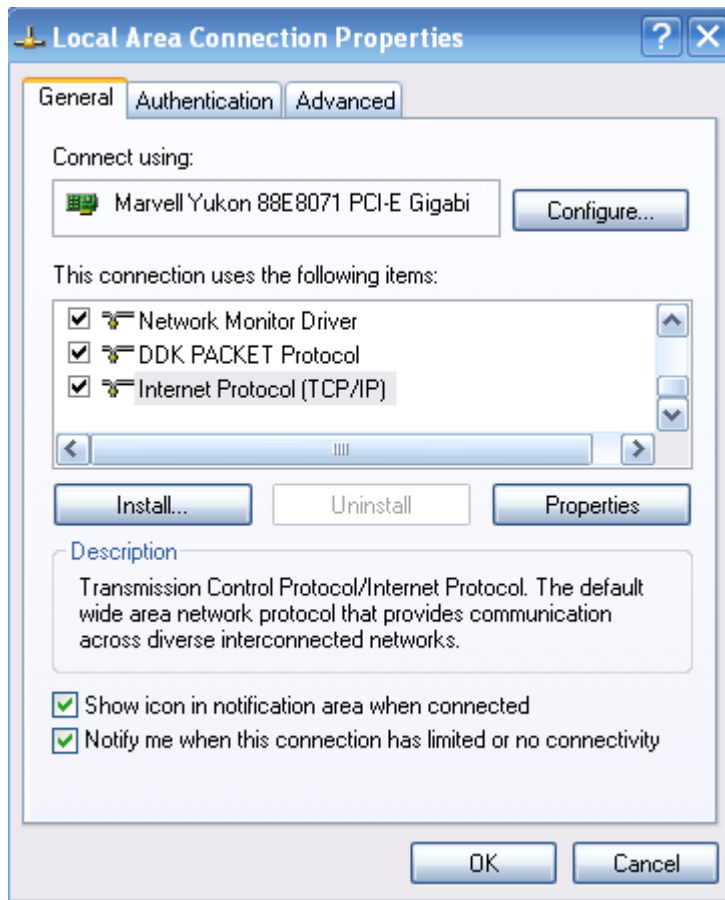 Local Area Connection Properties
General Authentication Advanced
Connect using:
Marvell Yukon 88E8071 PCI-E Gigabi
Configure...
This connection uses the following items:
Network Monitor Driver
DDK PACKET Protocol
Internet Protocol (TCP/IP)
Install... Uninstall Properties
Description
Transmission Control Protocol/Internet Protocol. The default
wide area network protocol that provides communication
across diverse interconnected networks.
Show icon in notification area when connected
Notify me when this connection has limited or no connectivity
OK Cancel